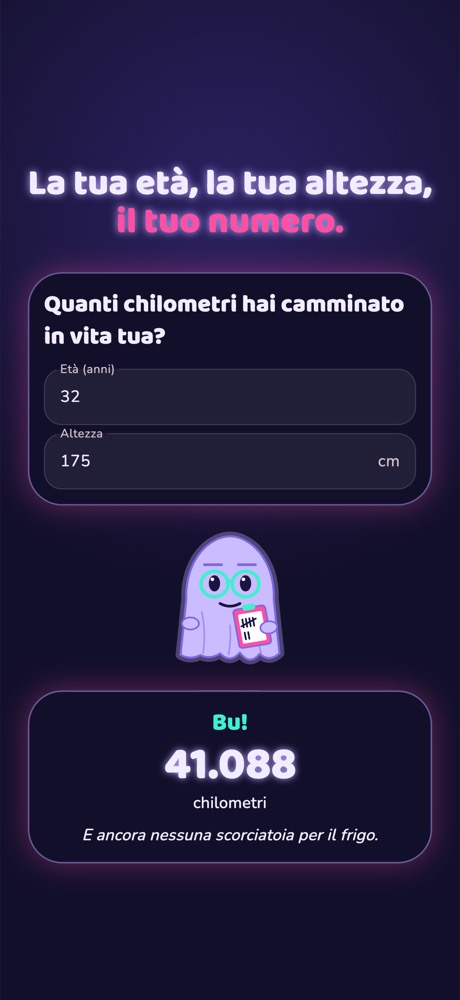 La tua età, la tua altezza,
il tuo numero.
Quanti chilometri hai camminato
in vita tua?
Età (anni)
32
Altezza
175 cm
Bu!
41.088
chilometri
E ancora nessuna scorciatoia per il frigo.